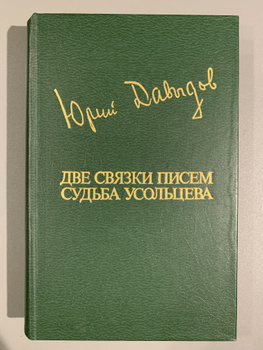 Юрий Давыдов
ДВЕ СВЯЗКИ ПИСЕМ
СУДЬБА УСОЛЬЦЕВА